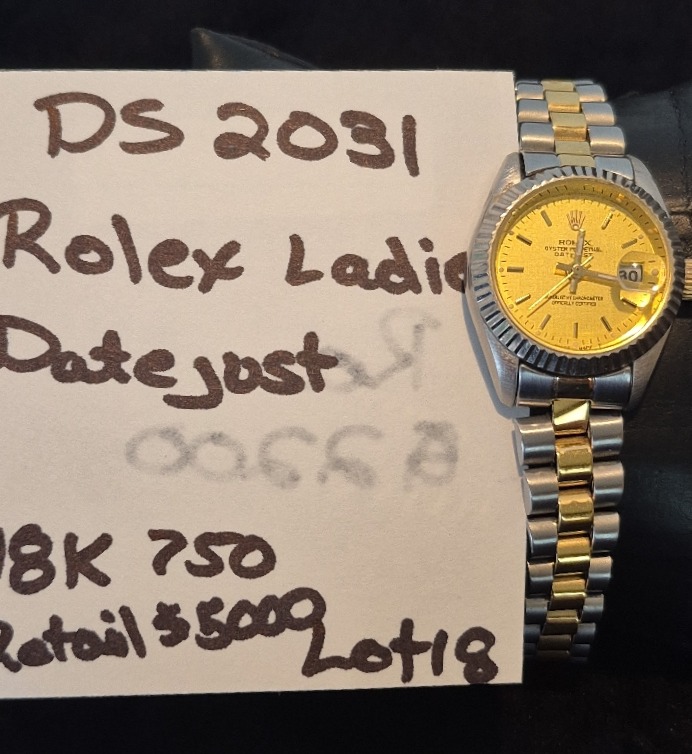 DS 2031
Rolex Ladie
Datejust
18K 750
Retail $5000
Lot 18
ROLEX
OYSTER PERPETUAL
DATEJUST
30
SUPERLATIVE CHRONOMETER
OFFICIALLY CERTIFIED